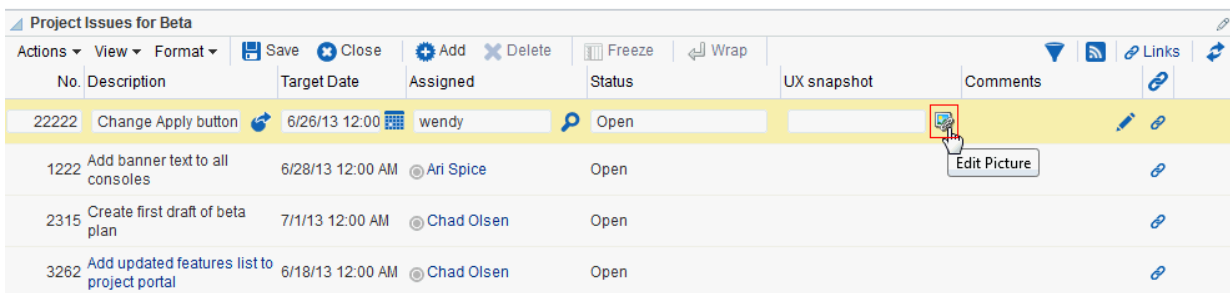 Project Issues for Beta
Actions View Format Save Close Add Delete Freeze Wrap Links
No. Description Target Date Assigned Status UX snapshot Comments
22222 Change Apply button 6/26/13 12:00 wendy Open
Edit Picture
1222 Add banner text to all consoles 6/28/13 12:00 AM Ari Spice Open
2315 Create first draft of beta plan 7/1/13 12:00 AM Chad Olsen Open
3262 Add updated features list to project portal 6/18/13 12:00 AM Chad Olsen Open